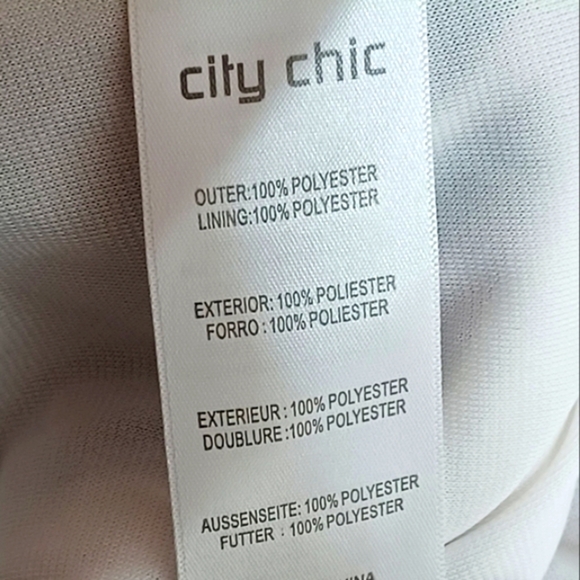 city chic
OUTER:100% POLYESTER
LINING:100% POLYESTER
EXTERIOR: 100% POLIESTER
FORRO : 100% POLIESTER
EXTERIEUR : 100% POLYESTER
DOUBLURE :100% POLYESTER
AUSSENSEITE: 100% POLYESTER
FUTTER : 100% POLYESTER